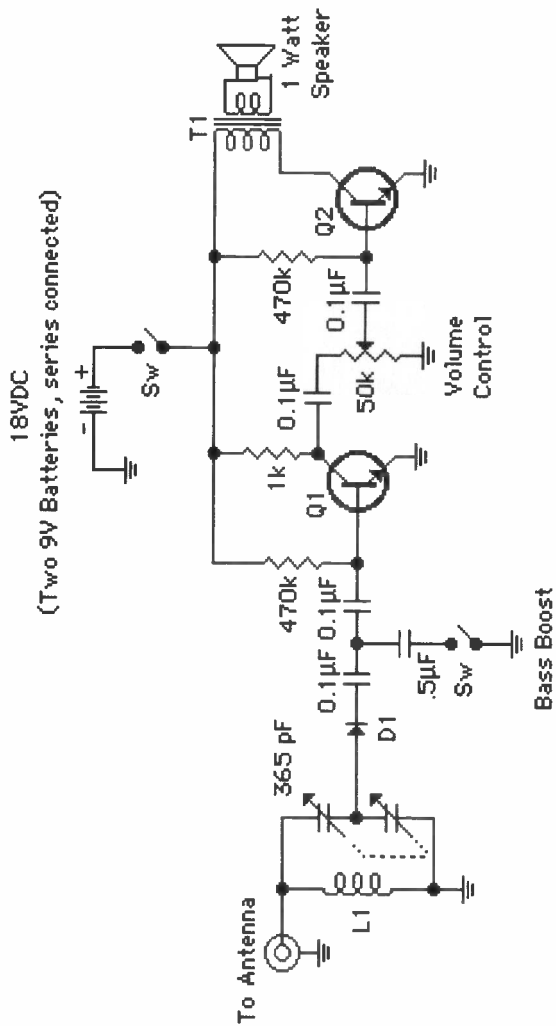 18VDC
(Two 9V Batteries, series connected)
- +
Sw
T1
1 Watt
Speaker
470k
1k
470k
Q2
0.1µF
0.1µF
50k
Volume
Control
Q1
0.1µF
0.1µF
.5µF
Sw
Bass Boost
365 pF
D1
L1
To Antenna